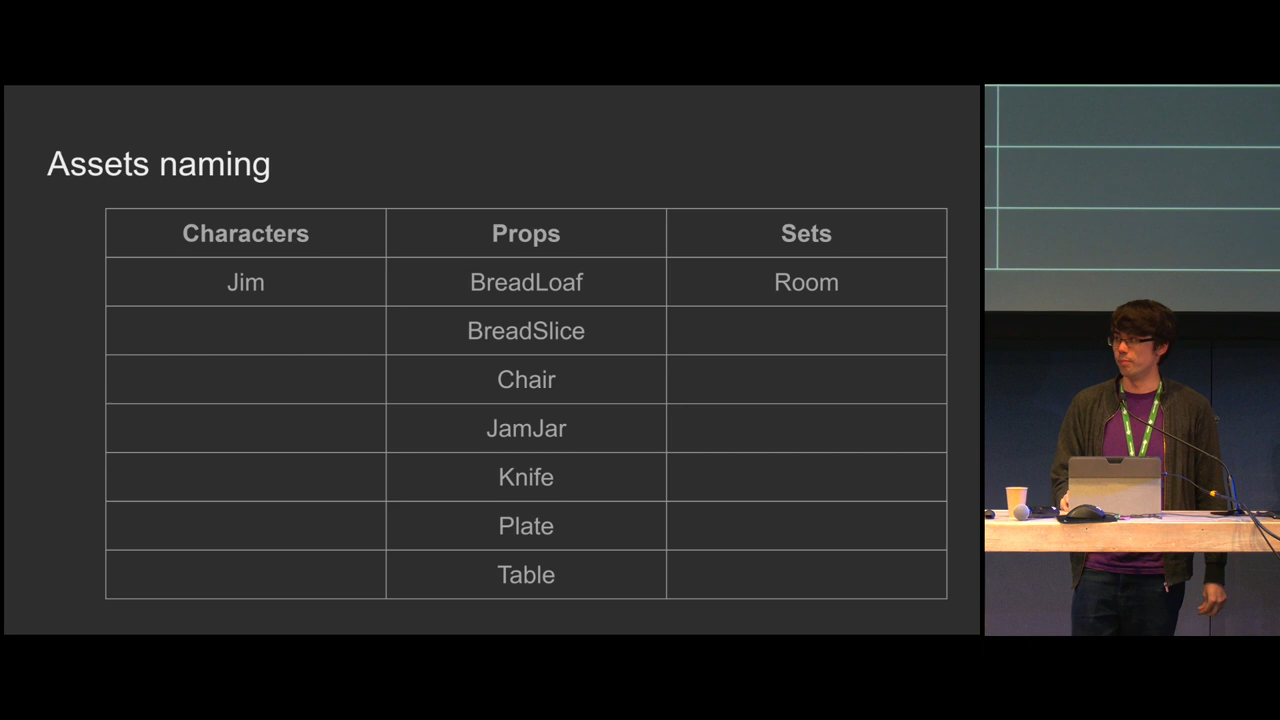 Assets naming
Characters Props Sets
Jim BreadLoaf Room
BreadSlice
Chair
JamJar
Knife
Plate
Table